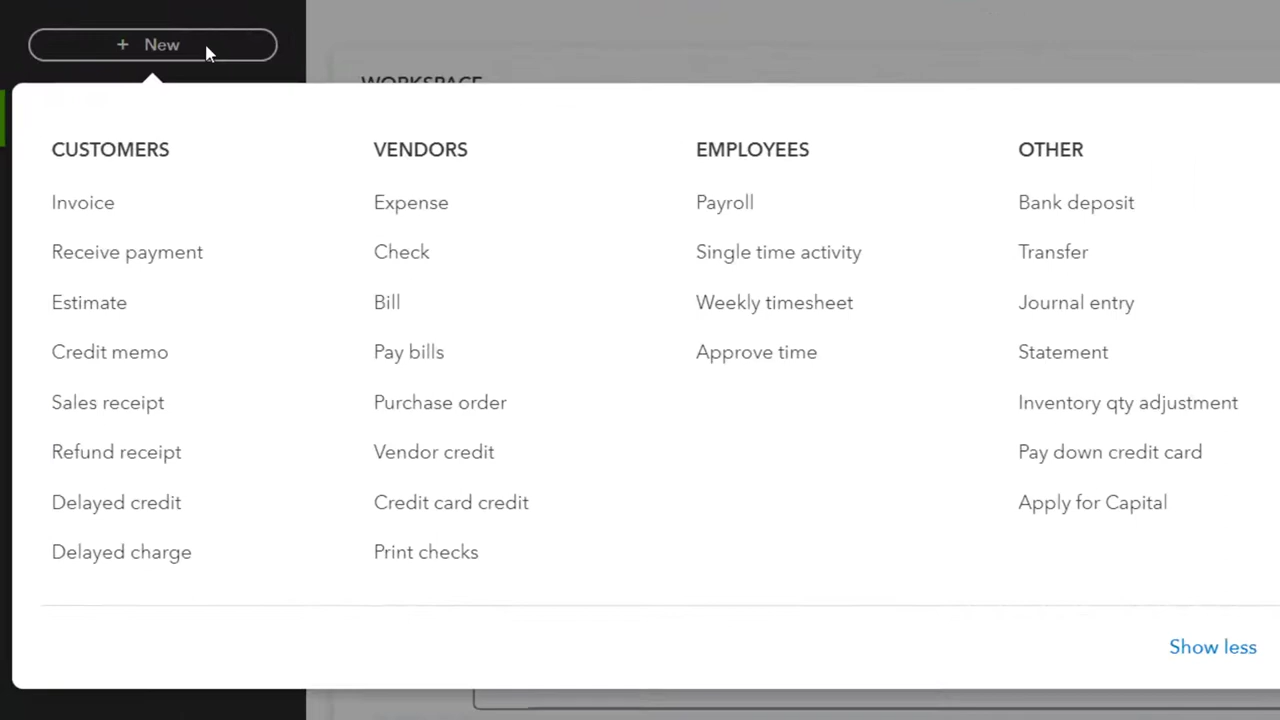 + New
WORKSPACE
CUSTOMERS
Invoice
Receive payment
Estimate
Credit memo
Sales receipt
Refund receipt
Delayed credit
Delayed charge
VENDORS
Expense
Check
Bill
Pay bills
Purchase order
Vendor credit
Credit card credit
Print checks
EMPLOYEES
Payroll
Single time activity
Weekly timesheet
Approve time
OTHER
Bank deposit
Transfer
Journal entry
Statement
Inventory qty adjustment
Pay down credit card
Apply for Capital
Show less